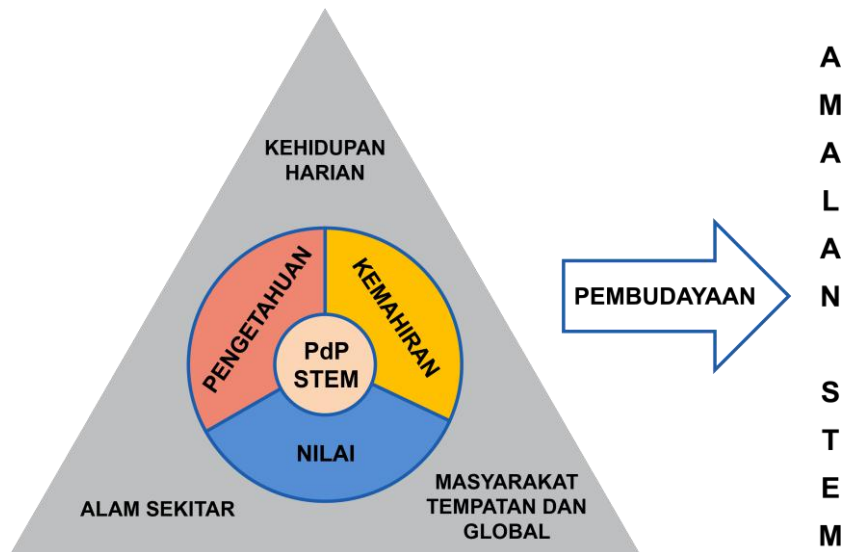 KEHIDUPAN
HARIAN
PENGETAHUAN
KEMAHIRAN
PdP
STEM
NILAI
ALAM SEKITAR
MASYARAKAT
TEMPATAN DAN
GLOBAL
PEMBUDAYAAN
A
M
A
L
A
N
S
T
E
M